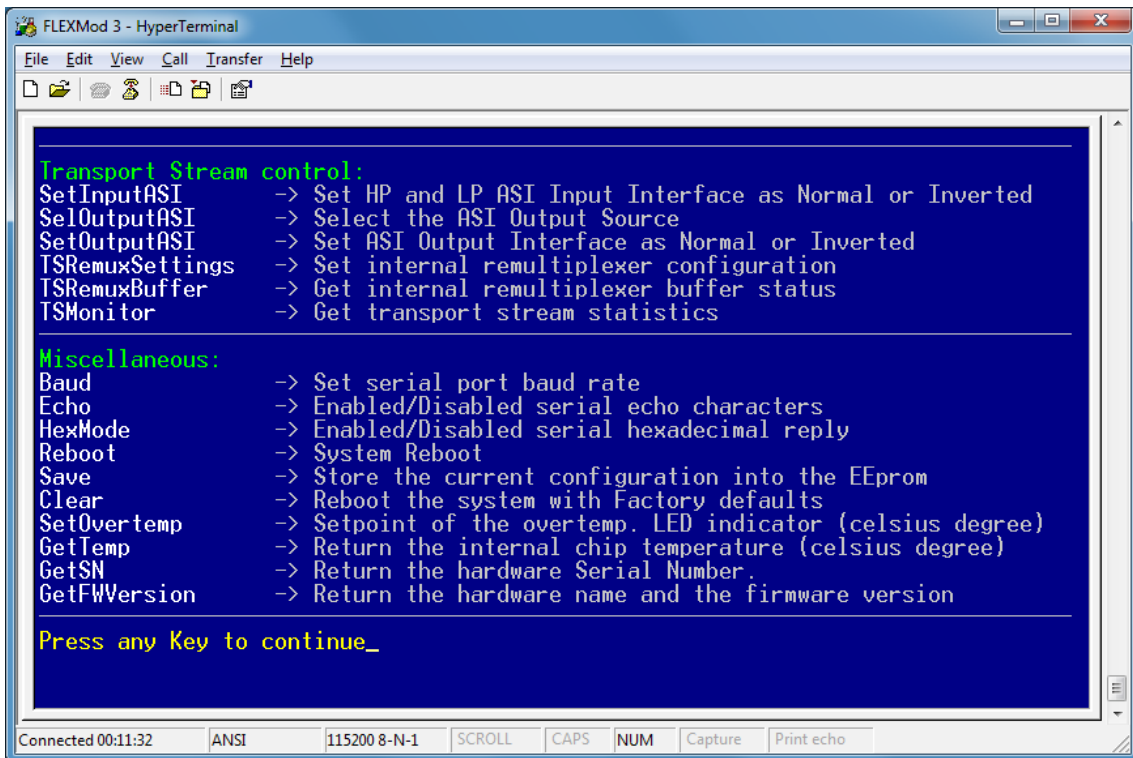 FLEXMod 3 - HyperTerminal
File Edit View Call Transfer Help
Transport Stream control:
SetInputASI -> Set HP and LP ASI Input Interface as Normal or Inverted
SelOutputASI -> Select the ASI Output Source
SetOutputASI -> Set ASI Output Interface as Normal or Inverted
TSRemuxSettings -> Set internal remultiplexer configuration
TSRemuxBuffer -> Get internal remultiplexer buffer status
TSMonitor -> Get transport stream statistics
Miscellaneous:
Baud -> Set serial port baud rate
Echo -> Enabled/Disabled serial echo characters
HexMode -> Enabled/Disabled serial hexadecimal reply
Reboot -> System Reboot
Save -> Store the current configuration into the EEprom
Clear -> Reboot the system with Factory defaults
SetOvertemp -> Setpoint of the overtemp. LED indicator (celsius degree)
GetTemp -> Return the internal chip temperature (celsius degree)
GetSN -> Return the hardware Serial Number.
GetFWVersion -> Return the hardware name and the firmware version
Press any Key to continue_
Connected 00:11:32 ANSI 115200 8-N-1 SCROLL CAPS NUM Capture Print echo